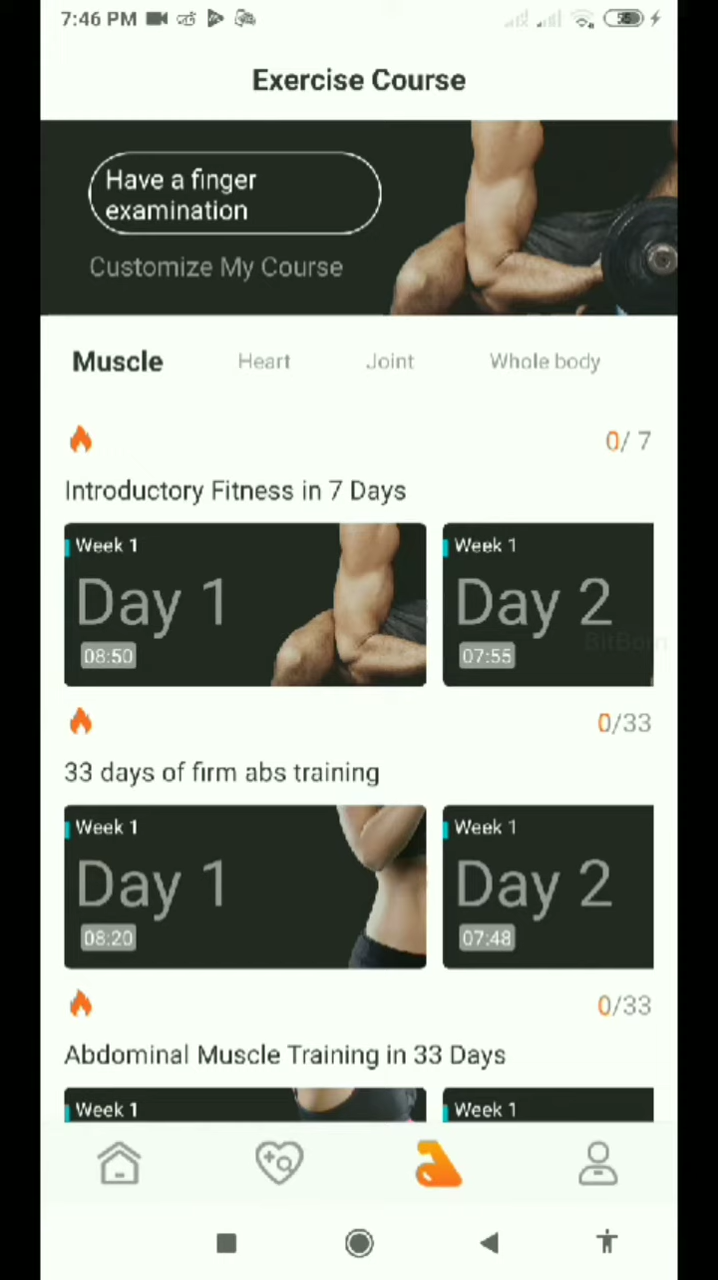 7:46 PM
Exercise Course
Have a finger
examination
Customize My Course
Muscle Heart Joint Whole body
0/ 7
Introductory Fitness in 7 Days
Week 1 Week 1
Day 1 Day 2
08:50 07:55
0/33
33 days of firm abs training
Week 1 Week 1
Day 1 Day 2
08:20 07:48
0/33
Abdominal Muscle Training in 33 Days
Week 1 Week 1